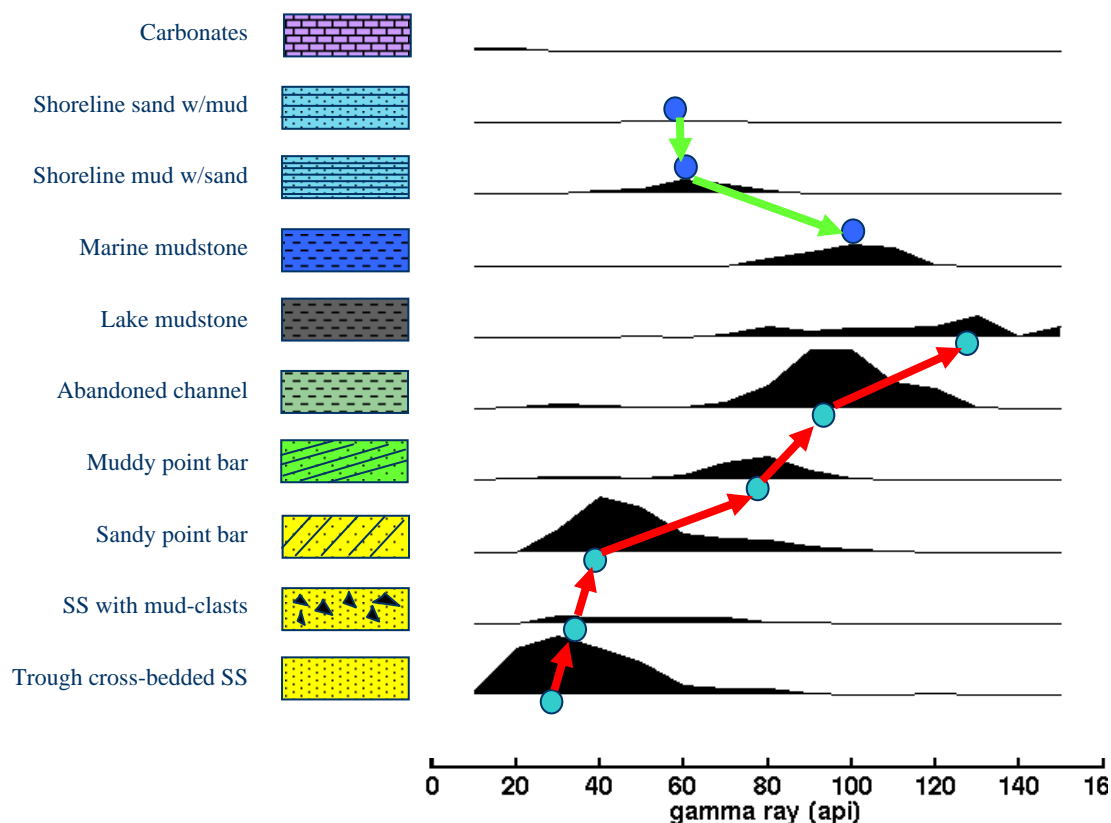 Carbonates
Shoreline sand w/mud
Shoreline mud w/sand
Marine mudstone
Lake mudstone
Abandoned channel
Muddy point bar
Sandy point bar
SS with mud-clasts
Trough cross-bedded SS
0 20 40 60 80 100 120 140 16
gamma ray (api)